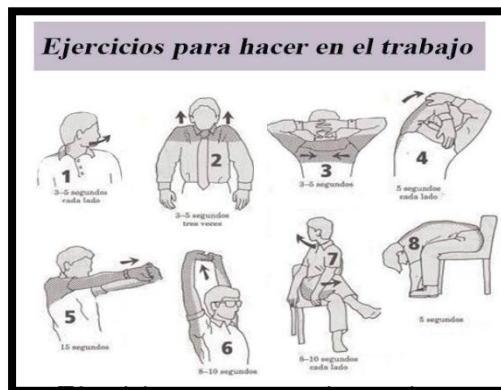 Ejercicios para hacer en el trabajo
1
3-5 segundos
cada lado
2
3-5 segundos
tres veces
3
3-5 segundos
4
5 segundos
cada lado
5
15 segundos
6
8-10 segundos
7
8-10 segundos
cada lado
8
5 segundos